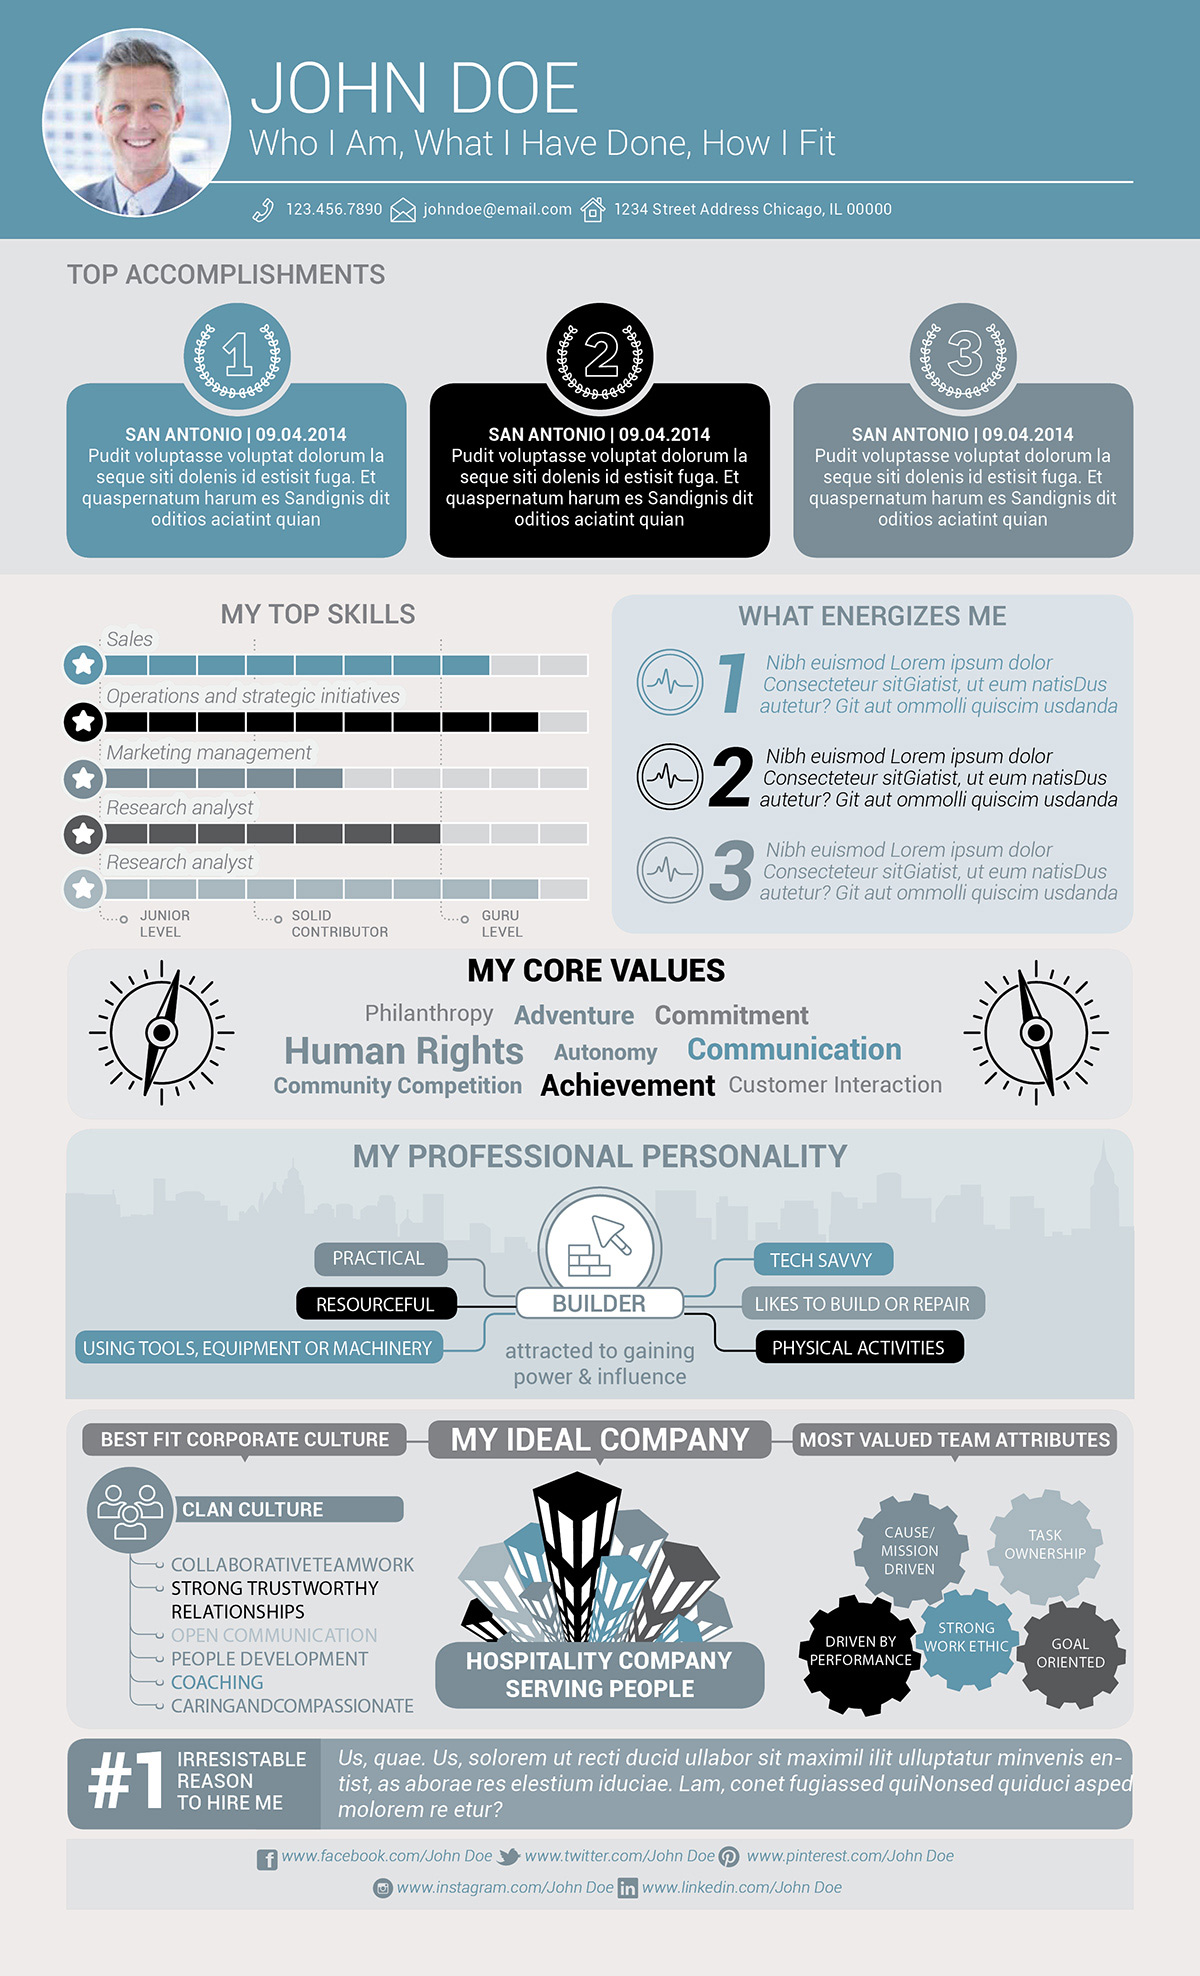 JOHN DOE
Who I Am, What I Have Done, How I Fit
123.456.7890 johndoe@email.com 1234 Street Address Chicago, IL 00000
TOP ACCOMPLISHMENTS
1
SAN ANTONIO | 09.04.2014
Pudit voluptasse voluptat dolorum la
seque siti dolenis id estisit fuga. Et
quaspernatum harum es Sandignis dit
oditios aciatint quian
2
SAN ANTONIO | 09.04.2014
Pudit voluptasse voluptat dolorum la
seque siti dolenis id estisit fuga. Et
quaspernatum harum es Sandignis dit
oditios aciatint quian
3
SAN ANTONIO | 09.04.2014
Pudit voluptasse voluptat dolorum la
seque siti dolenis id estisit fuga. Et
quaspernatum harum es Sandignis dit
oditios aciatint quian
MY TOP SKILLS
Sales
Operations and strategic initiatives
Marketing management
Research analyst
Research analyst
JUNIOR
LEVEL
SOLID
CONTRIBUTOR
GURU
LEVEL
WHAT ENERGIZES ME
1
Nibh euismod Lorem ipsum dolor
Consecteteur sitGiatist, ut eum natisDus
autetur? Git aut ommolli quiscim usdanda
2
Nibh euismod Lorem ipsum dolor
Consecteteur sitGiatist, ut eum natisDus
autetur? Git aut ommolli quiscim usdanda
3
Nibh euismod Lorem ipsum dolor
Consecteteur sitGiatist, ut eum natisDus
autetur? Git aut ommolli quiscim usdanda
MY CORE VALUES
Philanthropy Adventure Commitment
Human Rights Autonomy Communication
Community Competition Achievement Customer Interaction
MY PROFESSIONAL PERSONALITY
PRACTICAL
RESOURCEFUL
USING TOOLS, EQUIPMENT OR MACHINERY
BUILDER
attracted to gaining
power & influence
TECH SAVVY
LIKES TO BUILD OR REPAIR
PHYSICAL ACTIVITIES
BEST FIT CORPORATE CULTURE
CLAN CULTURE
COLLABORATIVETEAMWORK
STRONG TRUSTWORTHY
RELATIONSHIPS
OPEN COMMUNICATION
PEOPLE DEVELOPMENT
COACHING
CARINGANDCOMPASSIONATE
MY IDEAL COMPANY
HOSPITALITY COMPANY
SERVING PEOPLE
MOST VALUED TEAM ATTRIBUTES
CAUSE/
MISSION
DRIVEN
TASK
OWNERSHIP
DRIVEN BY
PERFORMANCE
STRONG
WORK ETHIC
GOAL
ORIENTED
#1
IRRESISTABLE
REASON
TO HIRE ME
Us, quae. Us, solorem ut recti ducid ullabor sit maximil ilit ulluptatur minvenis en-
tist, as aborae res elestium iduciae. Lam, conet fugiassed quiNonsed quiduci asped
molorem re etur?
www.facebook.com/John Doe www.twitter.com/John Doe www.pinterest.com/John Doe
www.instagram.com/John Doe www.linkedin.com/John Doe